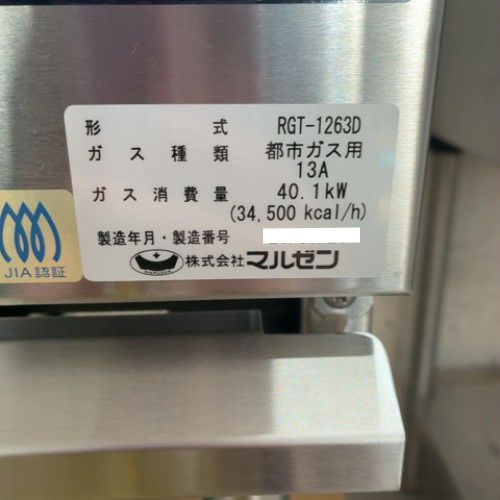 形式 RGT-1263D
ガス種類 都市ガス用
13A
ガス消費量 40.1kW
(34,500 kcal/h)
製造年月・製造番号
株式会社マルゼン
JIA認証